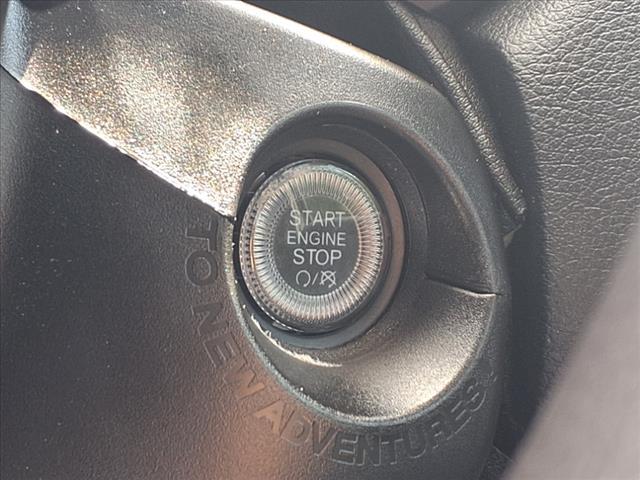 START
ENGINE
STOP
TO NEW ADVENTURES!